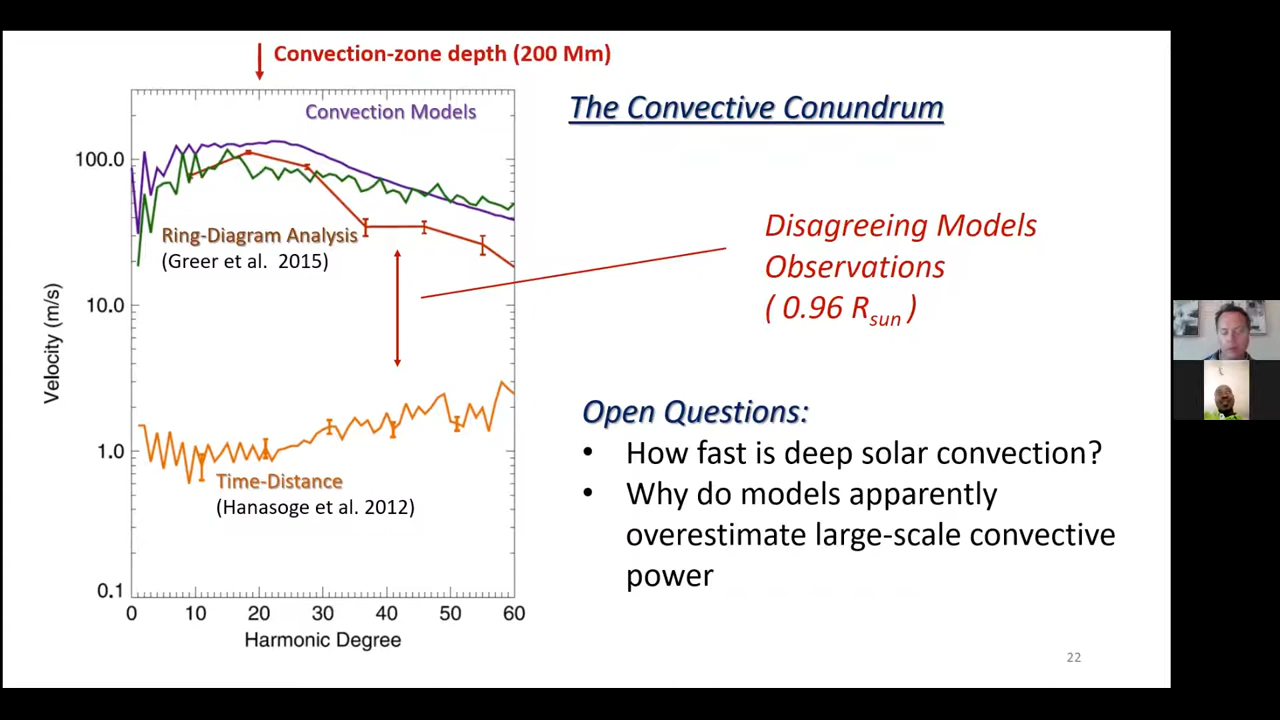 Convection-zone depth (200 Mm)
The Convective Conundrum
Convection Models
100.0
Ring-Diagram Analysis
(Greer et al. 2015)
10.0
Velocity (m/s)
1.0
Time-Distance
(Hanasoge et al. 2012)
0.1
0 10 20 30 40 50 60
Harmonic Degree
Disagreeing Models
Observations
( 0.96 Rsun )
Open Questions:
• How fast is deep solar convection?
• Why do models apparently
overestimate large-scale convective
power
22